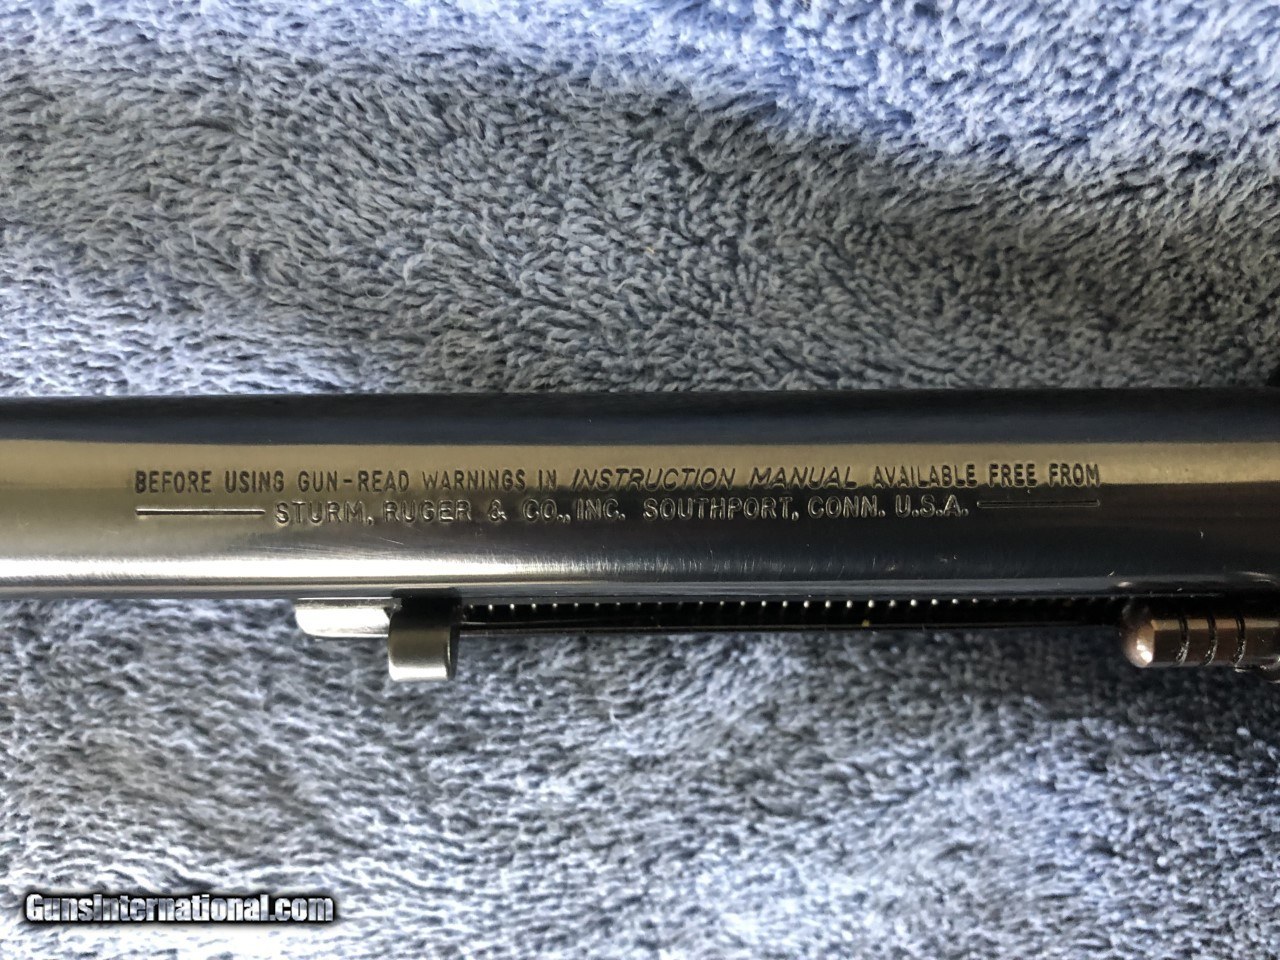 BEFORE USING GUN-READ WARNINGS IN INSTRUCTION MANUAL AVAILABLE FREE FROM
STURM, RUGER & CO., INC. SOUTHPORT, CONN. U.S.A.
GunsInternational.com